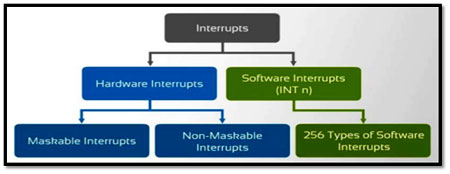 Interrupts
Hardware Interrupts
Software Interrupts
(INT n)
Maskable Interrupts
Non-Maskable
Interrupts
256 Types of Software
Interrupts